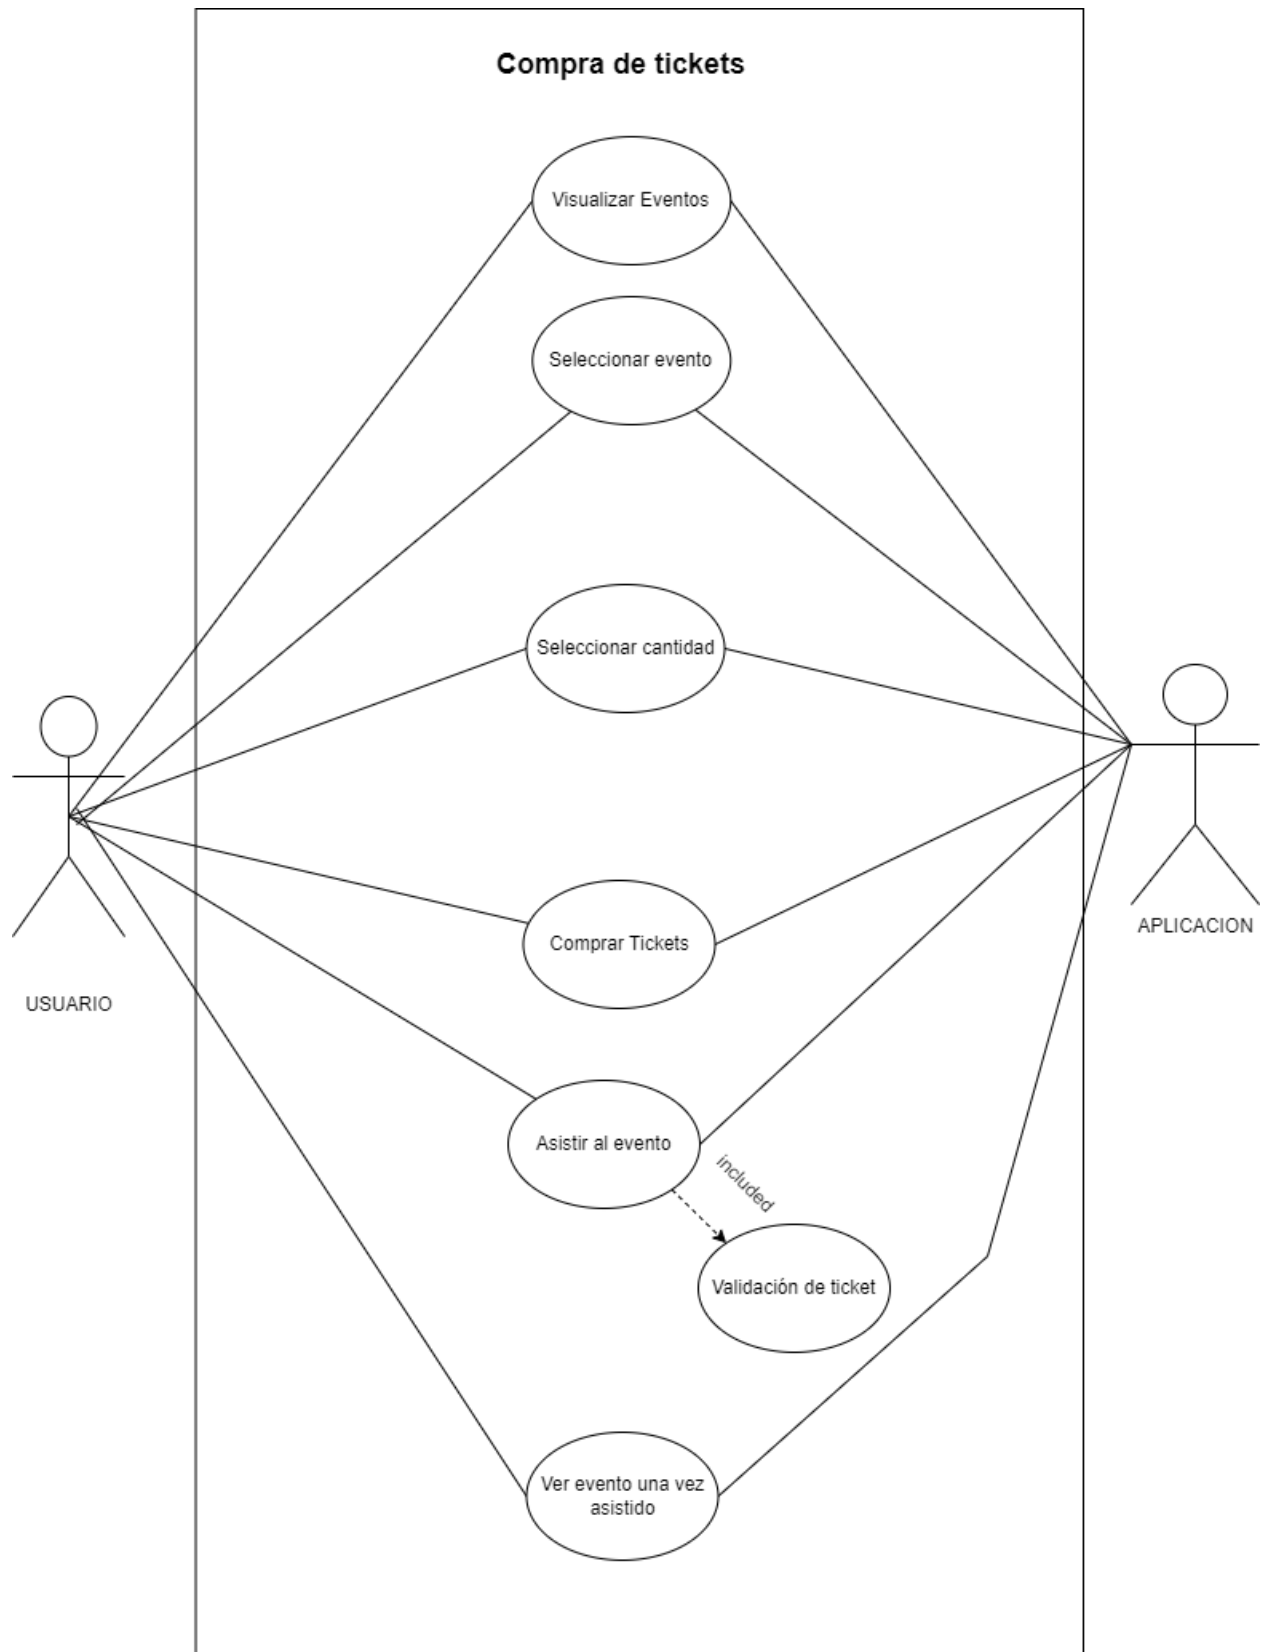 Compra de tickets
Visualizar Eventos
Seleccionar evento
Seleccionar cantidad
Comprar Tickets
APLICACION
USUARIO
Asistir al evento
included
Validación de ticket
Ver evento una vez
asistido